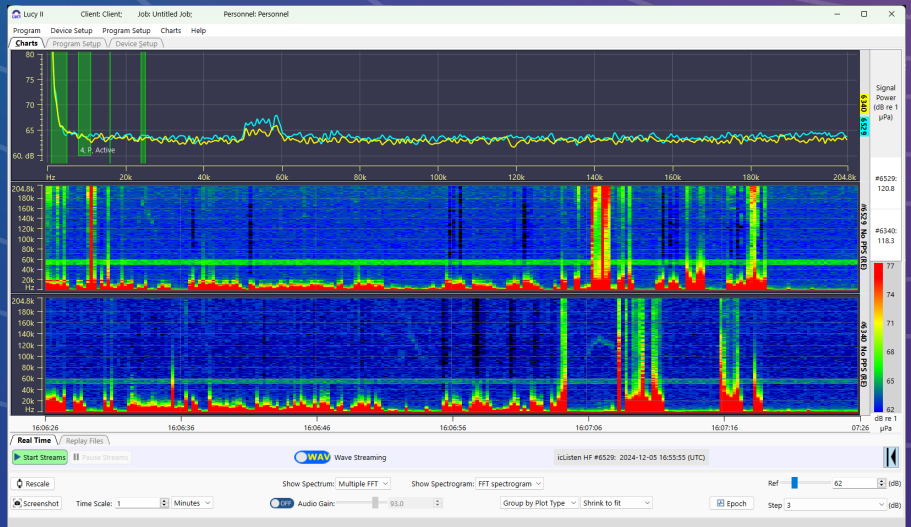 Lucy II Client: Client; Job: Untitled Job; Personnel: Personnel
Program Device Setup Program Setup Charts Help
Charts Program Setup Device Setup
80
75
70
65
60. dB
4, P, Active
Hz 20k 40k 60k 80k 100k 120k 140k 160k 180k 204.8k
6340
6529
Signal
Power
(dB re 1
µPa)
#6529:
120.8
#6340:
118.3
204.8k
180k
160k
140k
120k
100k
80k
60k
40k
20k
Hz
#6529 No PPS (RE)
204.8k
180k
160k
140k
120k
100k
80k
60k
40k
20k
Hz
#6340 No PPS (RE)
77
74
71
68
65
62
dB re 1
µPa
16:06:26 16:06:36 16:06:46 16:06:56 16:07:06 16:07:16 07:26
Real Time Replay Files
Start Streams Pause Streams WAV Wave Streaming icListen HF #6529: 2024-12-05 16:55:55 (UTC)
Rescale Show Spectrum: Multiple FFT Show Spectrogram: FFT spectrogram Ref 62 (dB)
Screenshot Time Scale: 1 Minutes OFF Audio Gain: 93.0 Group by Plot Type Shrink to fit Epoch Step 3 (dB)